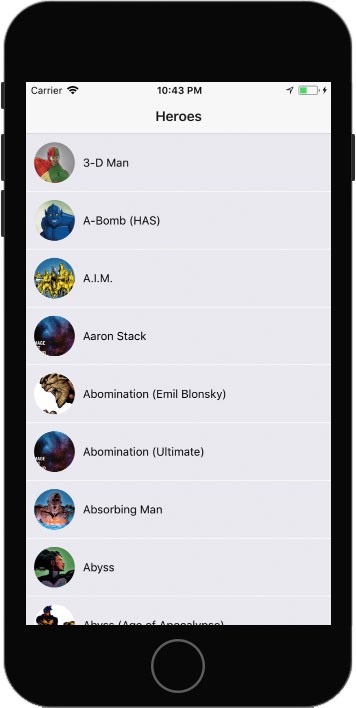 Carrier 10:43 PM
Heroes
3-D Man
A-Bomb (HAS)
A.I.M.
Aaron Stack
Abomination (Emil Blonsky)
Abomination (Ultimate)
Absorbing Man
Abyss
Abyss (Age of Apocalypse)